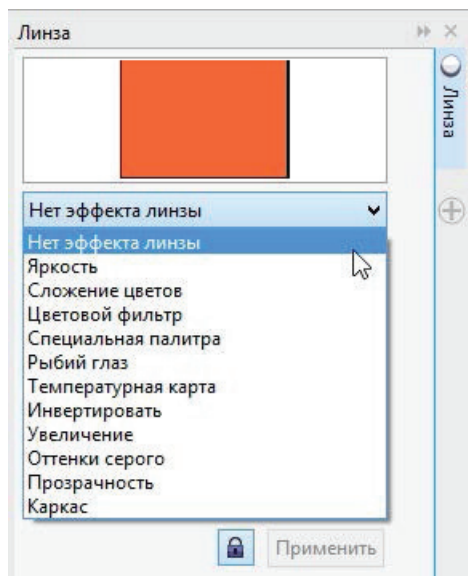 Линза
Линза
Нет эффекта линзы
Нет эффекта линзы
Яркость
Сложение цветов
Цветовой фильтр
Специальная палитра
Рыбий глаз
Температурная карта
Инвертировать
Увеличение
Оттенки серого
Прозрачность
Каркас
Применить